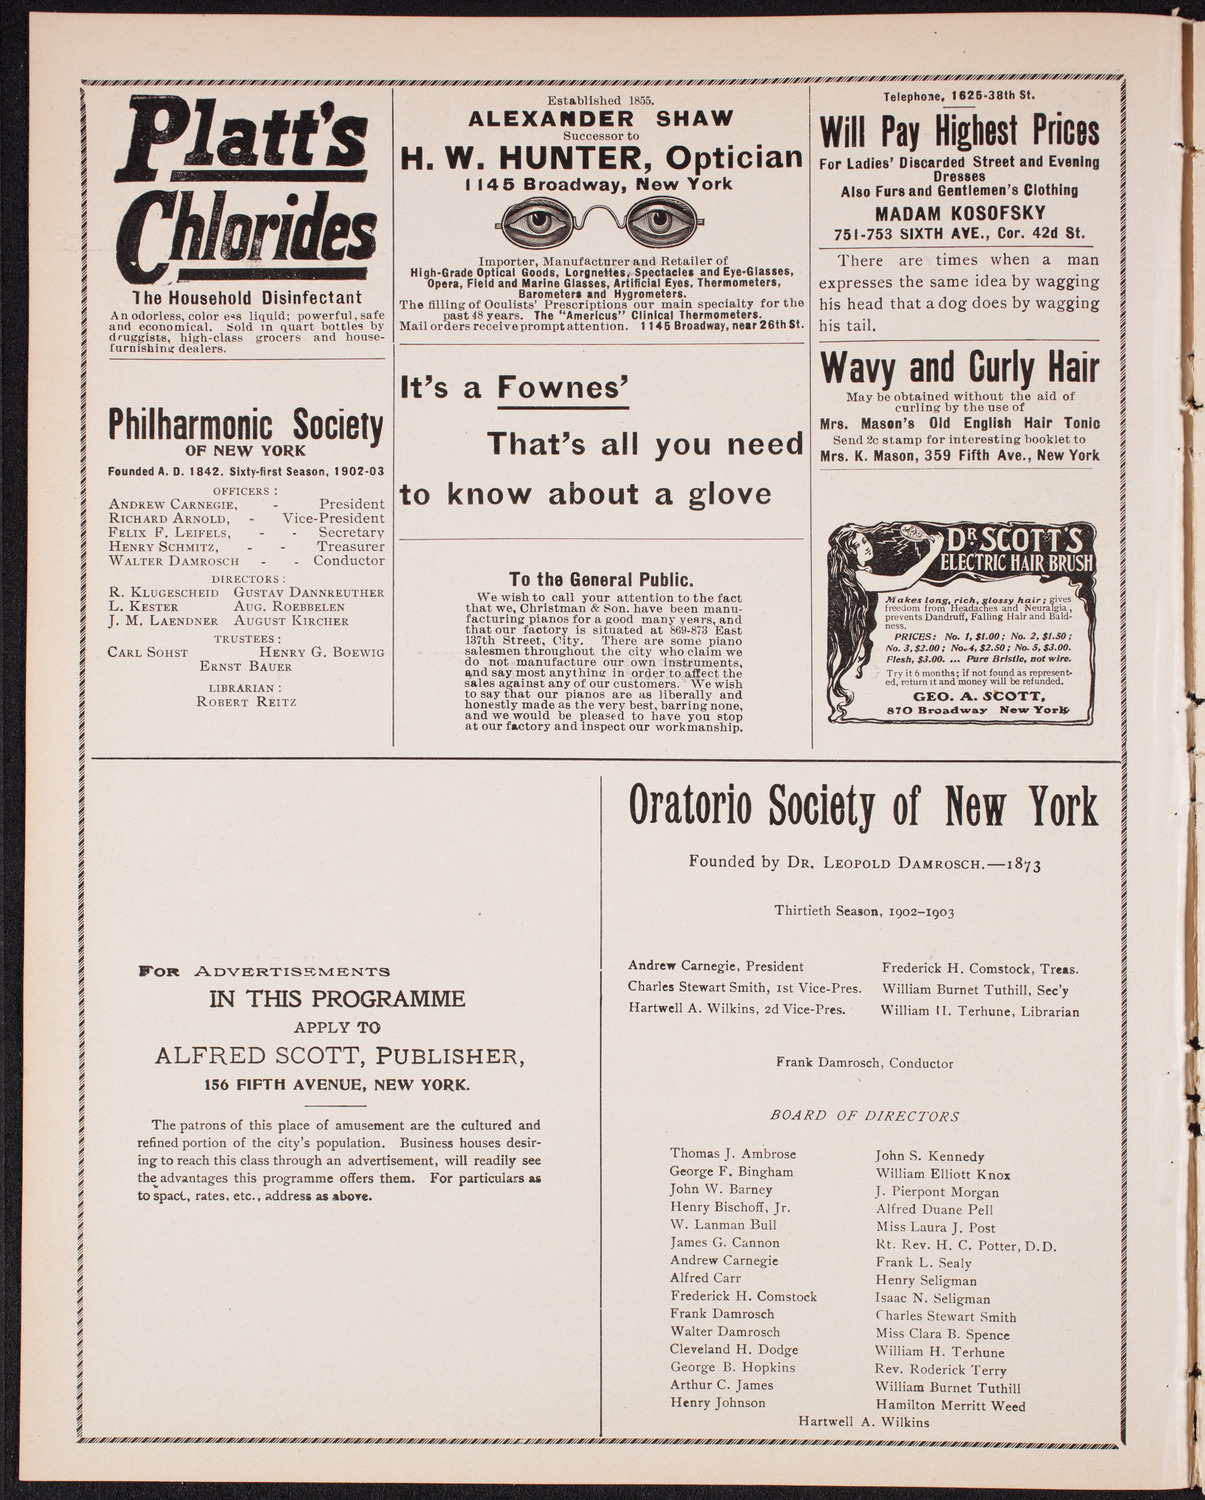 Platt's
Chlorides
The Household Disinfectant
An odorless, color ess liquid; powerful, safe
and economical. Sold in quart bottles by
druggists, high-class grocers and house-
furnishing dealers.
Philharmonic Society
OF NEW YORK
Founded A. D. 1842. Sixty-first Season, 1902-03
OFFICERS:
ANDREW CARNEGIE, - President
RICHARD ARNOLD, - Vice-President
FELIX F. LEIFELS, - - Secretary
HENRY SCHMITZ, - - Treasurer
WALTER DAMROSCH - - Conductor
DIRECTORS:
R. KLUGESCHEID GUSTAV DANNREUTHER
L. KESTER AUG. ROEBBELEN
J. M. LAENDNER AUGUST KIRCHER
TRUSTEES:
CARL SOHST HENRY G. BOEWIG
ERNST BAUER
LIBRARIAN:
ROBERT REITZ
Established 1855.
ALEXANDER SHAW
Successor to
H. W. HUNTER, Optician
1145 Broadway, New York
Importer, Manufacturer and Retailer of
High-Grade Optical Goods, Lorgnettes, Spectacles and Eye-Glasses,
Opera, Field and Marine Glasses, Artificial Eyes, Thermometers,
Barometers and Hygrometers.
The filling of Oculists' Prescriptions our main specialty for the
past 48 years. The "Americus" Clinical Thermometers.
Mail orders receive prompt attention. 1145 Broadway, near 26th St.
It's a Fownes'
That's all you need
to know about a glove
To the General Public.
We wish to call your attention to the fact
that we, Christman & Son. have been manu-
facturing pianos for a good many years, and
that our factory is situated at 869-873 East
137th Street, City. There are some piano
salesmen throughout the city who claim we
do not manufacture our own instruments,
and say most anything in order to affect the
sales against any of our customers. We wish
to say that our pianos are as liberally and
honestly made as the very best, barring none,
and we would be pleased to have you stop
at our factory and inspect our workmanship.
Telephone, 1625-38th St.
Will Pay Highest Prices
For Ladies' Discarded Street and Evening
Dresses
Also Furs and Gentlemen's Clothing
MADAM KOSOFSKY
751-753 SIXTH AVE., Cor. 42d St.
There are times when a man
expresses the same idea by wagging
his head that a dog does by wagging
his tail.
Wavy and Curly Hair
May be obtained without the aid of
curling by the use of
Mrs. Mason's Old English Hair Tonic
Send 2c stamp for interesting booklet to
Mrs. K. Mason, 359 Fifth Ave., New York
DR SCOTT'S
ELECTRIC HAIR BRUSH
Makes long, rich, glossy hair; gives
freedom from Headaches and Neuralgia,
prevents Dandruff, Falling Hair and Bald-
ness.
PRICES: No. 1, $1.00; No. 2, $1.50;
No. 3, $2.00; No. 4, $2.50; No. 5, $3.00.
Flesh, $3.00. ... Pure Bristle, not wire.
Try it 6 months; if not found as represent-
ed, return it and money will be refunded.
GEO. A. SCOTT,
870 Broadway New York
FOR ADVERTISEMENTS
IN THIS PROGRAMME
APPLY TO
ALFRED SCOTT, PUBLISHER,
156 FIFTH AVENUE, NEW YORK.
The patrons of this place of amusement are the cultured and
refined portion of the city's population. Business houses desir-
ing to reach this class through an advertisement, will readily see
the advantages this programme offers them. For particulars as
to spact, rates, etc., address as above.
Oratorio Society of New York
Founded by DR. LEOPOLD DAMROSCH.—1873
Thirtieth Season, 1902–1903
Andrew Carnegie, President
Charles Stewart Smith, 1st Vice-Pres.
Hartwell A. Wilkins, 2d Vice-Pres.
Frederick H. Comstock, Treas.
William Burnet Tuthill, Sec'y
William H. Terhune, Librarian
Frank Damrosch, Conductor
BOARD OF DIRECTORS
Thomas J. Ambrose
George F. Bingham
John W. Barney
Henry Bischoff, Jr.
W. Lanman Bull
James G. Cannon
Andrew Carnegie
Alfred Carr
Frederick H. Comstock
Frank Damrosch
Walter Damrosch
Cleveland H. Dodge
George B. Hopkins
Arthur C. James
Henry Johnson
John S. Kennedy
William Elliott Knox
J. Pierpont Morgan
Alfred Duane Pell
Miss Laura J. Post
Rt. Rev. H. C. Potter, D.D.
Frank L. Sealy
Henry Seligman
Isaac N. Seligman
Charles Stewart Smith
Miss Clara B. Spence
William H. Terhune
Rev. Roderick Terry
William Burnet Tuthill
Hamilton Merritt Weed
Hartwell A. Wilkins